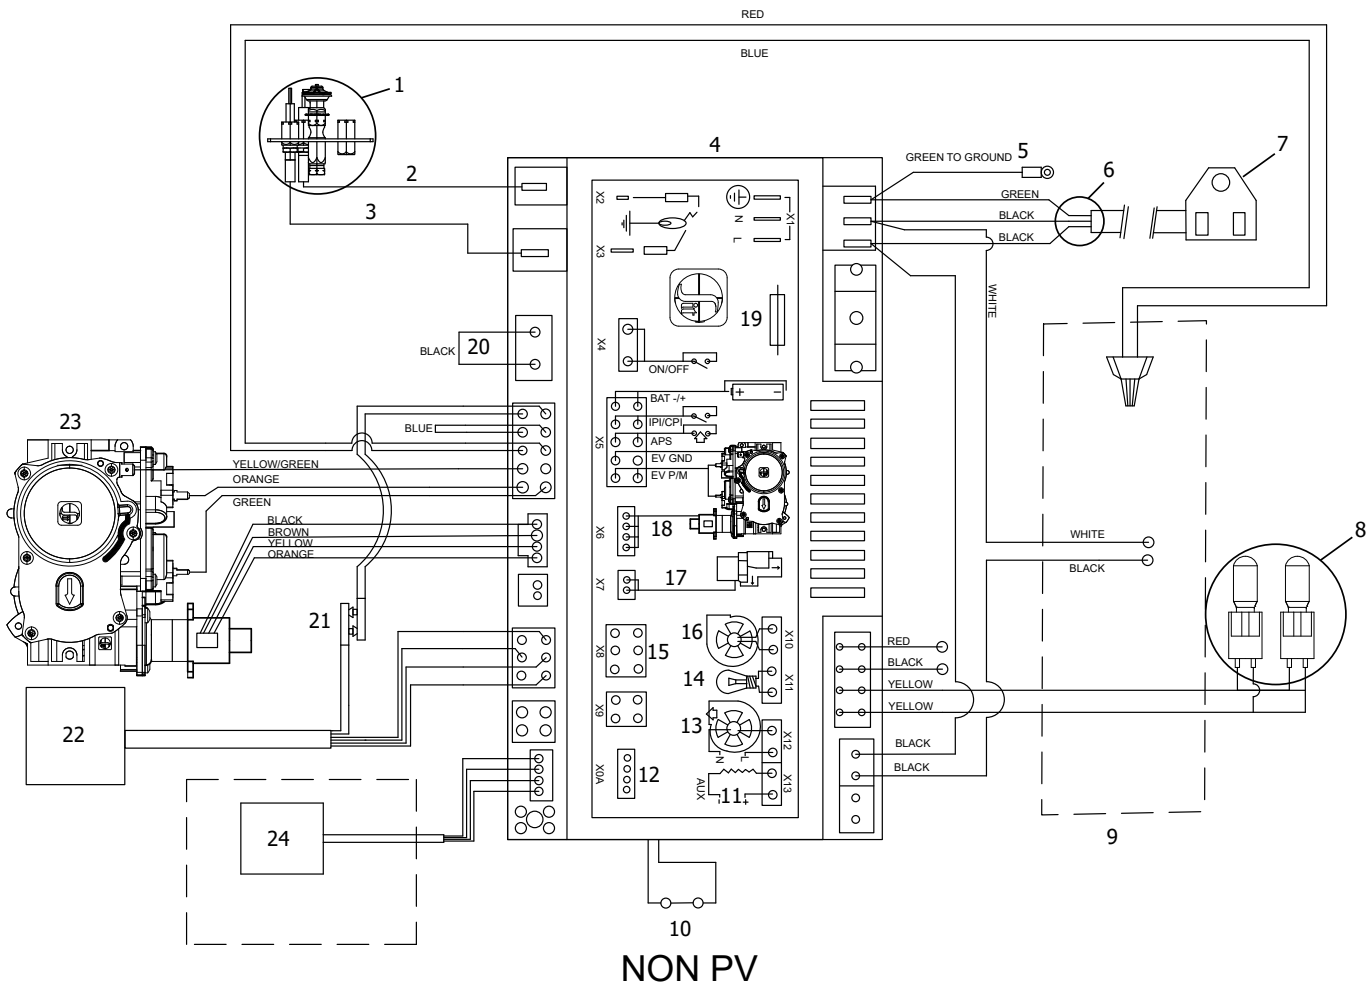 RED
BLUE
1
4
GREEN TO GROUND
5
7
6
2
GREEN
X2
N
X1
BLACK
3
L
BLACK
X3
WHITE
19
20
BLACK
X4
ON/OFF
+ -
BAT -/+
23
BLUE
IPI/CPI
X5
APS
YELLOW/GREEN
EV GND
ORANGE
EV P/M
GREEN
BLACK
BROWN
YELLOW
ORANGE
X6
18
WHITE
8
BLACK
X7
17
21
16
X10
RED
X8
15
BLACK
14
X11
YELLOW
YELLOW
X9
13
22
X12
N L
BLACK
BLACK
X0A
12
AUX
11
X13
- +
24
9
10
NON PV